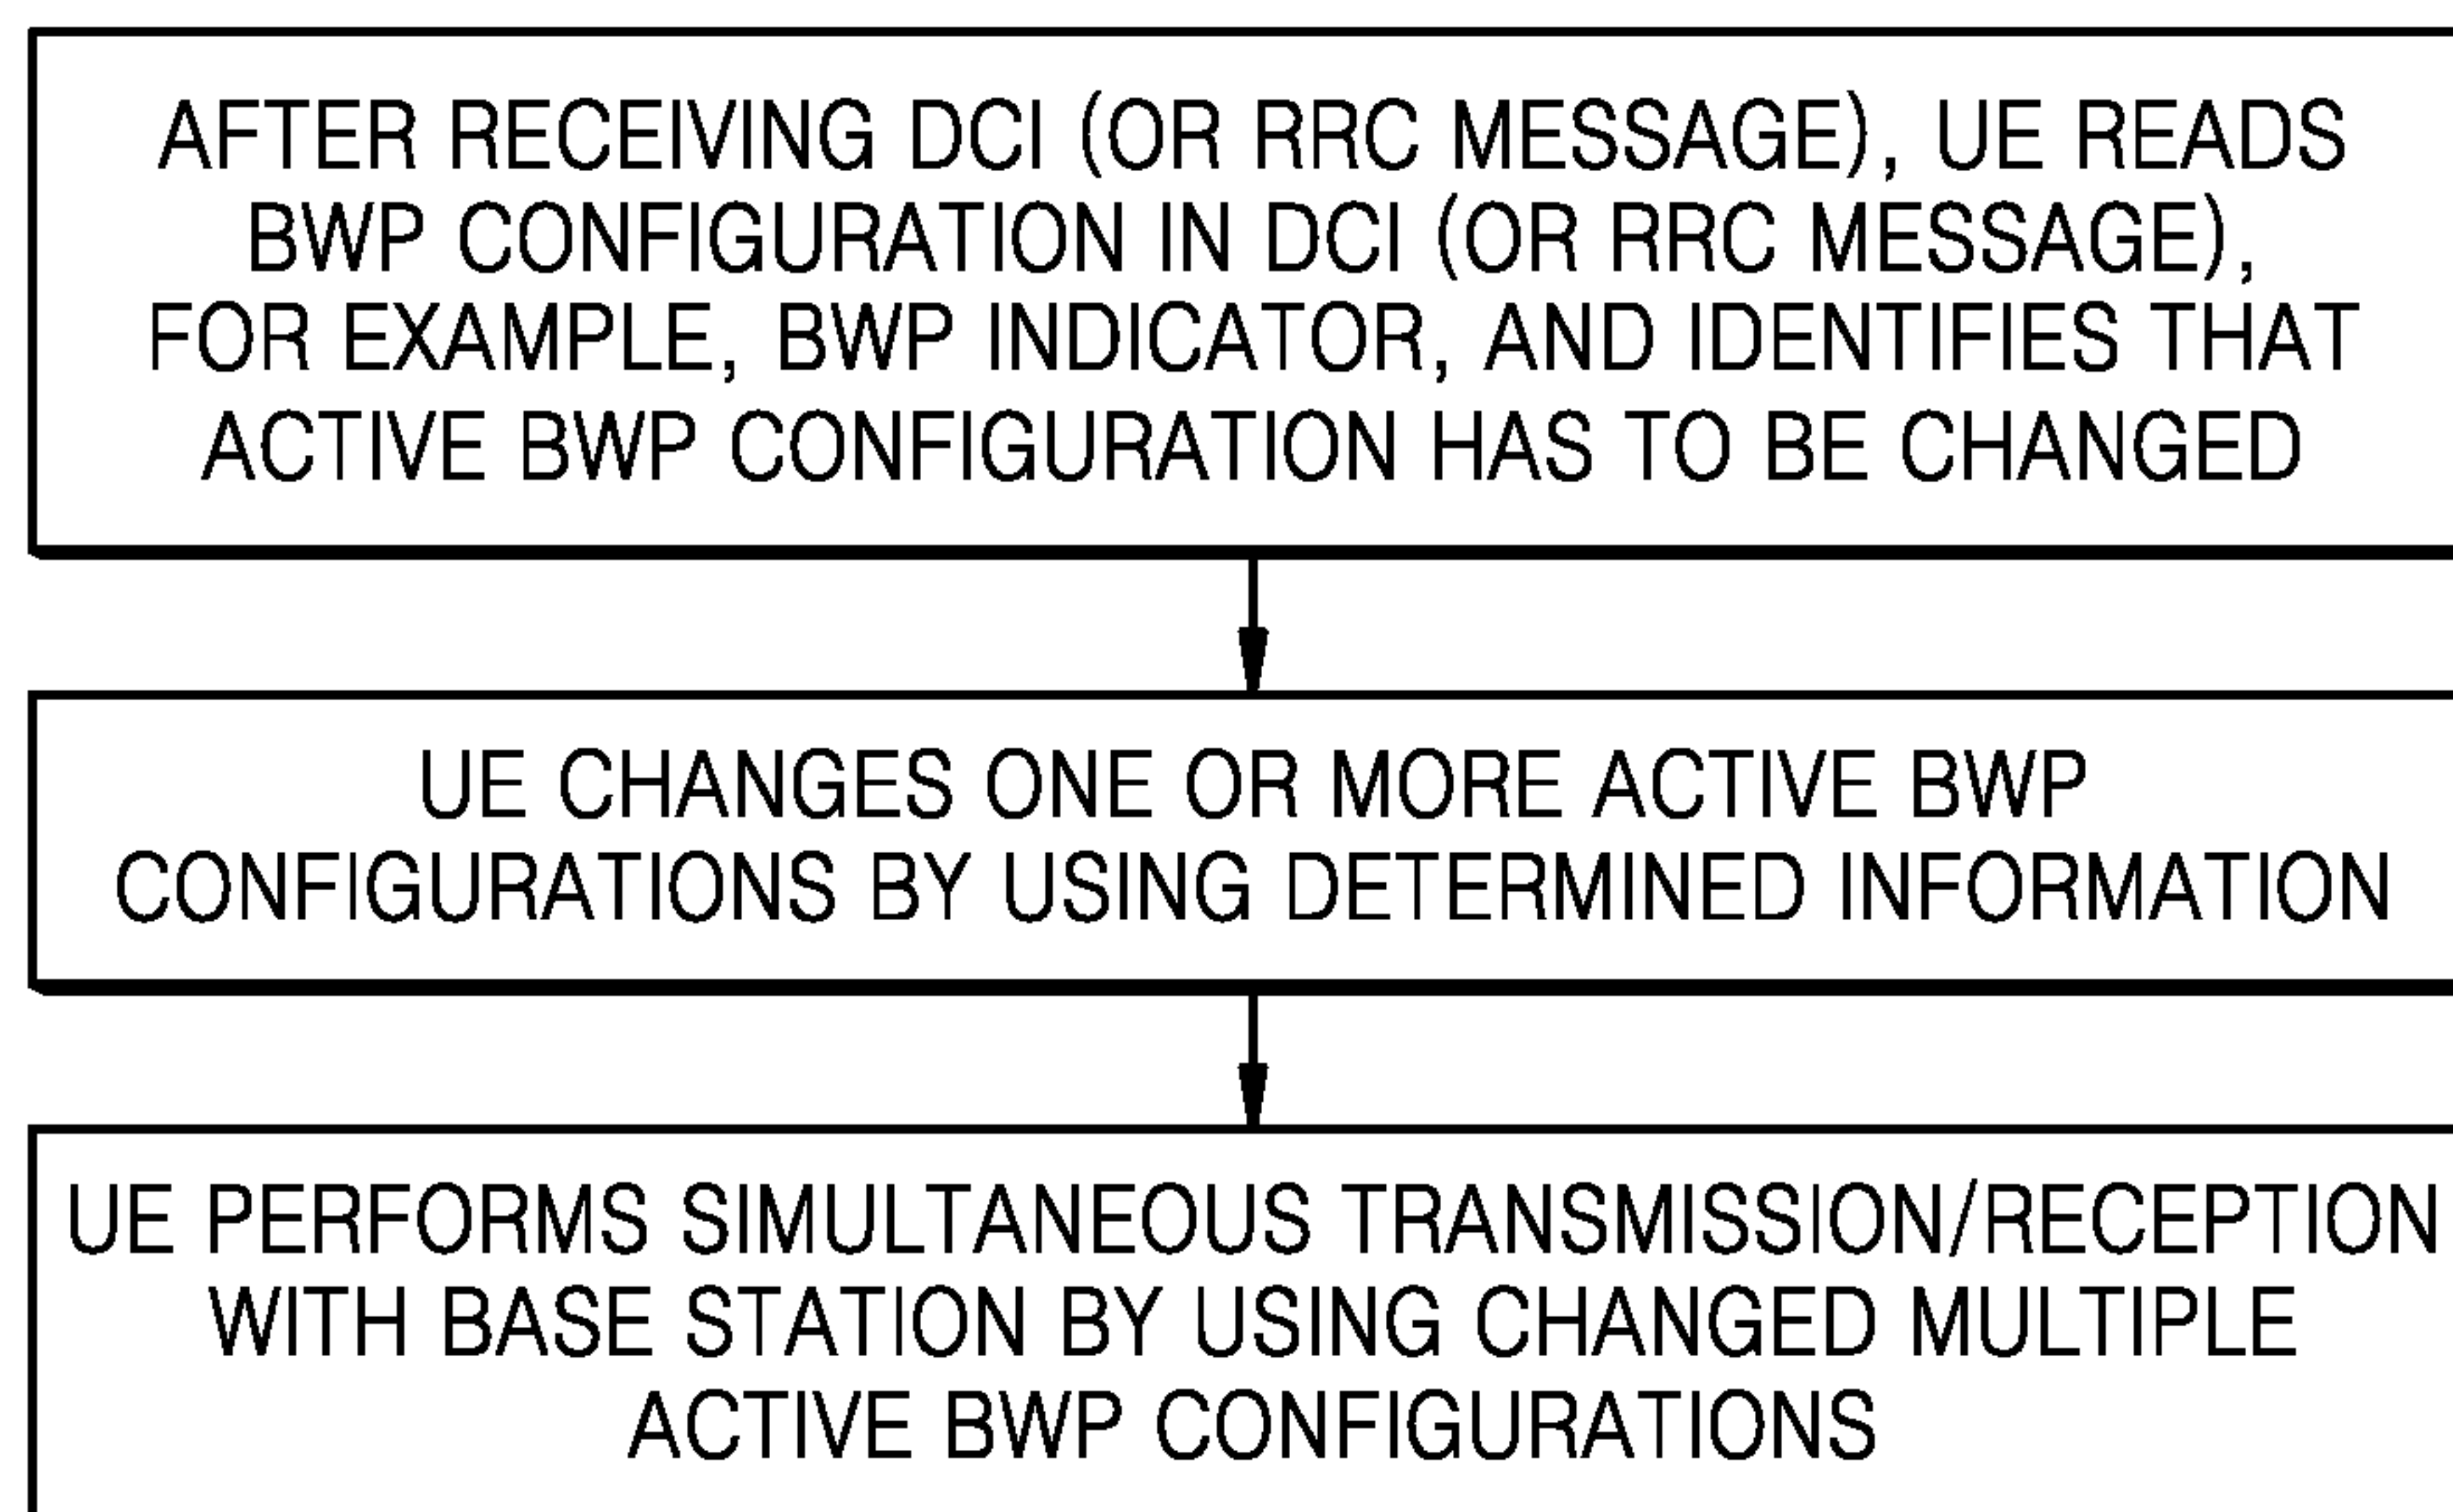 AFTER RECEIVING DCI (OR RRC MESSAGE), UE READS
BWP CONFIGURATION IN DCI (OR RRC MESSAGE),
FOR EXAMPLE, BWP INDICATOR, AND IDENTIFIES THAT
ACTIVE BWP CONFIGURATION HAS TO BE CHANGED
UE CHANGES ONE OR MORE ACTIVE BWP
CONFIGURATIONS BY USING DETERMINED INFORMATION
UE PERFORMS SIMULTANEOUS TRANSMISSION/RECEPTION
WITH BASE STATION BY USING CHANGED MULTIPLE
ACTIVE BWP CONFIGURATIONS